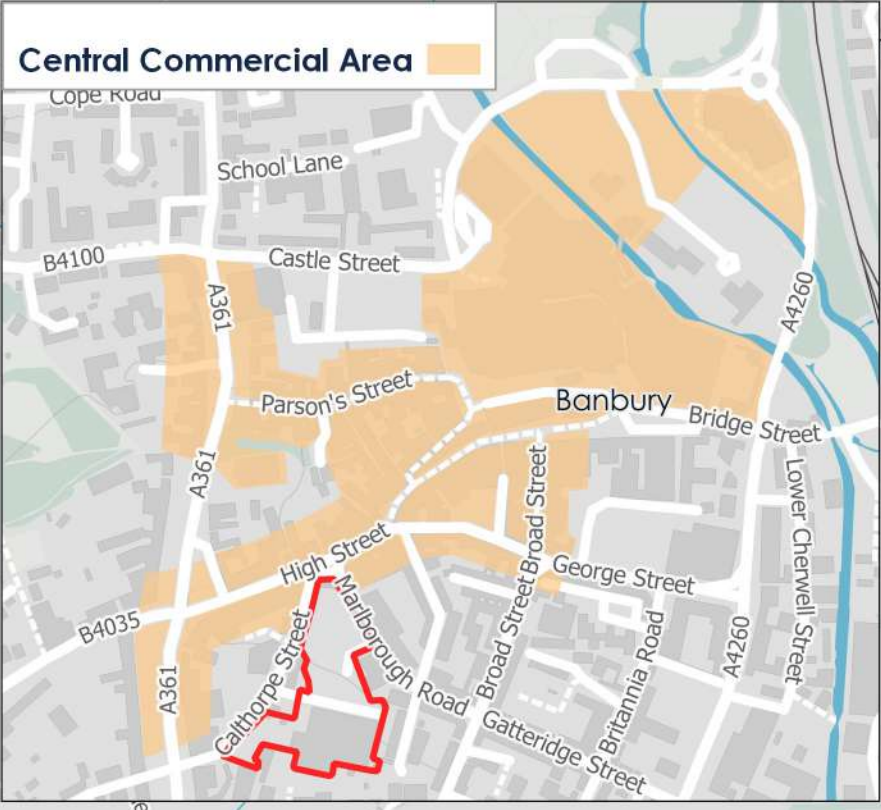 Central Commercial Area
Cope Road
School Lane
B4100
Castle Street
A361
A4260
Parson's Street
Banbury
Bridge Street
A361
Broad Street
Lower Cherwell Street
High Street
George Street
B4035
Marlborough Road
Calthorpe Street
Broad Street
Britannia Road
A4260
A361
Gatteridge Street